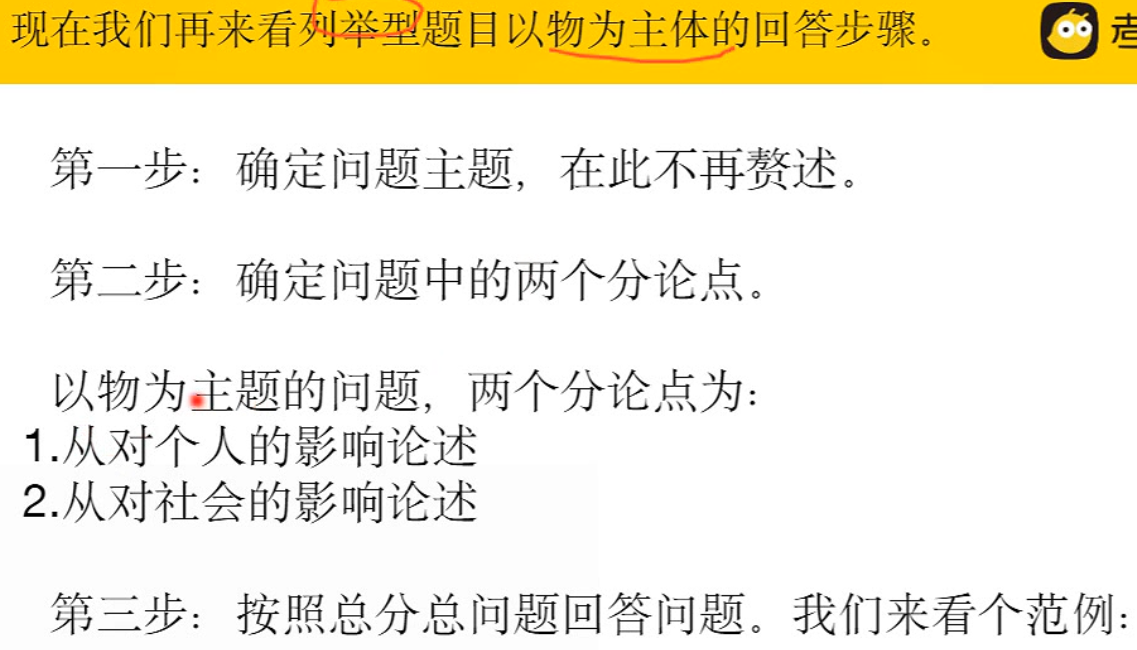 现在我们再来看列举型题目以物为主体的回答步骤。
第一步：确定问题主题，在此不再赘述。
第二步：确定问题中的两个分论点。
以物为主题的问题，两个分论点为：
1.从对个人的影响论述
2.从对社会的影响论述
第三步：按照总分总问题回答问题。我们来看个范例：